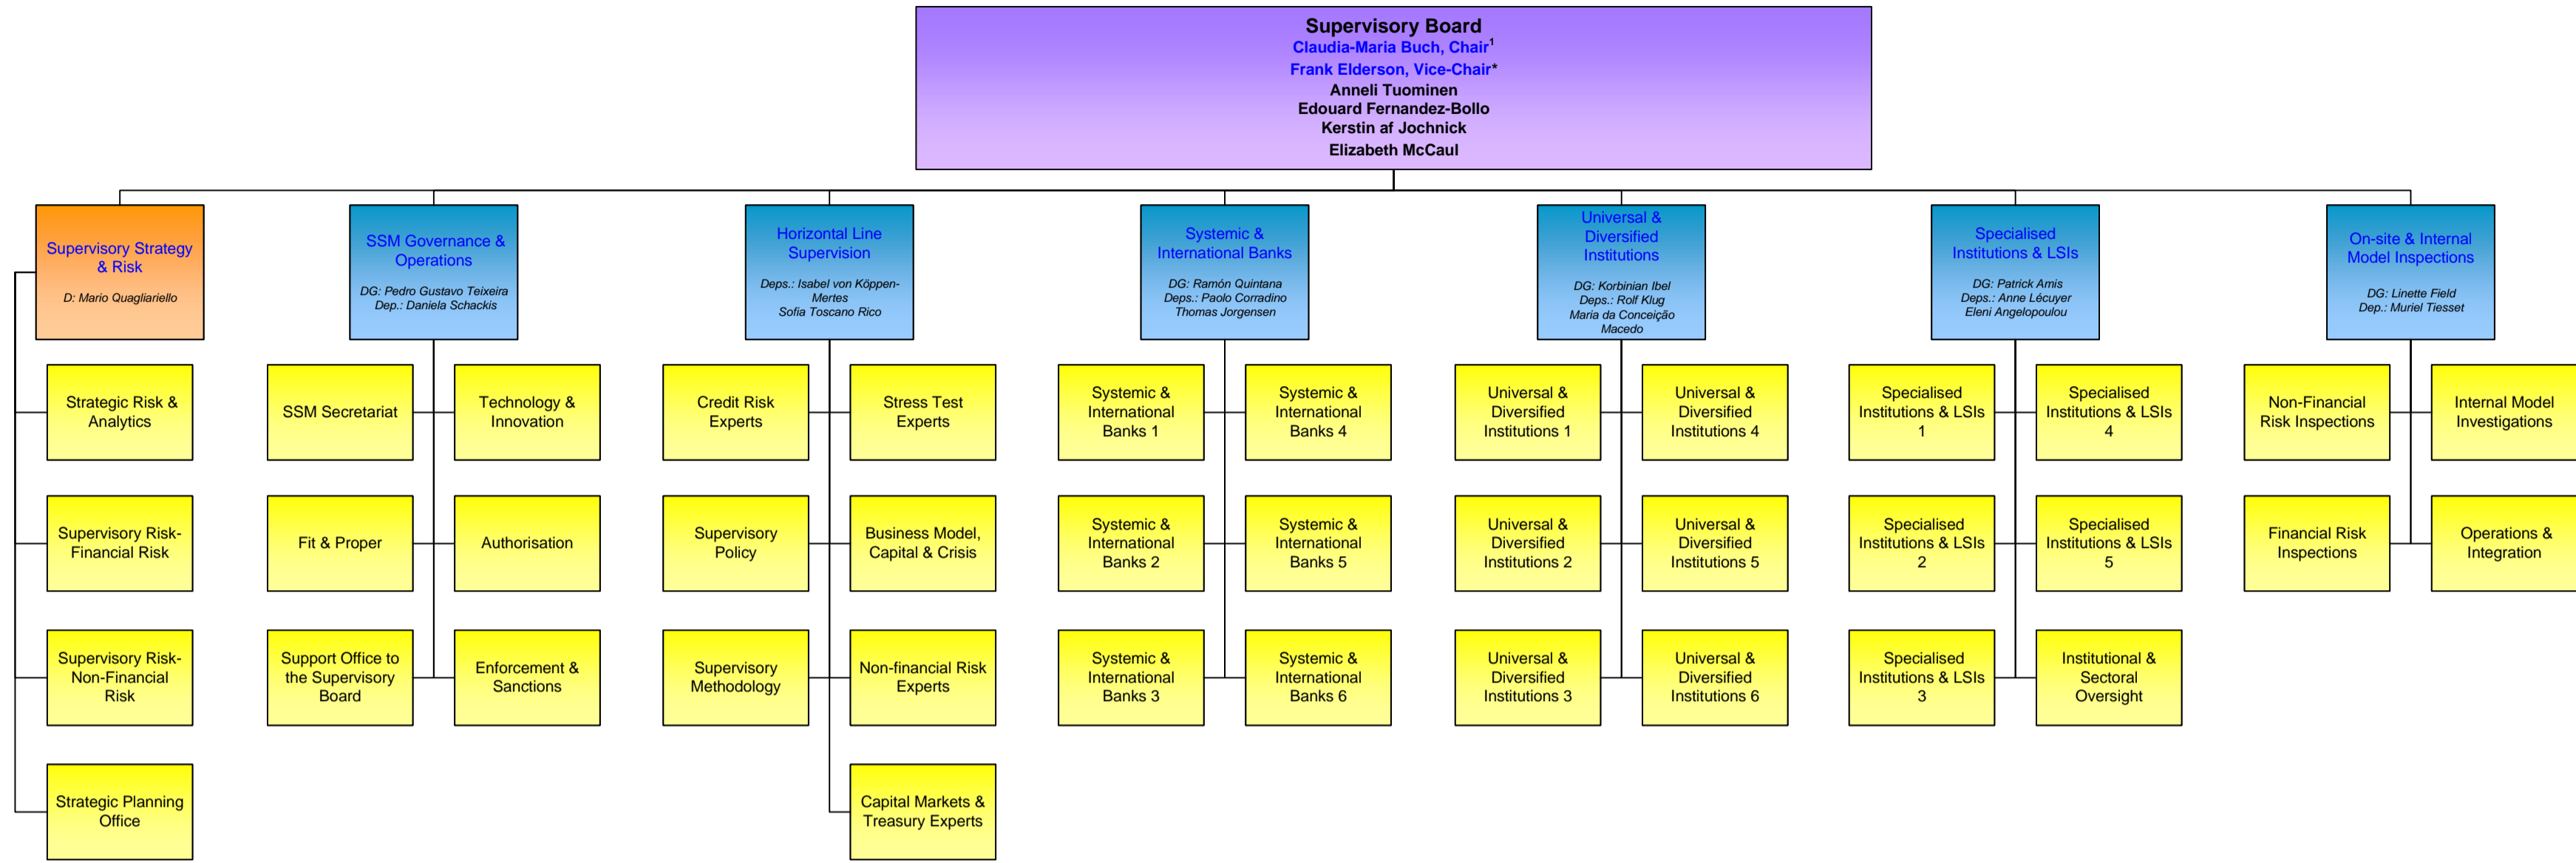 Supervisory Board
Claudia-Maria Buch, Chair¹
Frank Elderson, Vice-Chair*
Anneli Tuominen
Edouard Fernandez-Bollo
Kerstin af Jochnick
Elizabeth McCaul
Supervisory Strategy
& Risk
D: Mario Quagliariello
SSM Governance &
Operations
DG: Pedro Gustavo Teixeira
Dep.: Daniela Schackis
Horizontal Line
Supervision
Deps.: Isabel von Köppen-
Mertes
Sofia Toscano Rico
Systemic &
International Banks
DG: Ramón Quintana
Deps.: Paolo Corradino
Thomas Jorgensen
Universal &
Diversified
Institutions
DG: Korbinian Ibel
Deps.: Rolf Klug
Maria da Conceição
Macedo
Specialised
Institutions & LSIs
DG: Patrick Amis
Deps.: Anne Lécuyer
Eleni Angelopoulou
On-site & Internal
Model Inspections
DG: Linette Field
Dep.: Muriel Tiesset
Strategic Risk &
Analytics
SSM Secretariat
Technology &
Innovation
Credit Risk
Experts
Stress Test
Experts
Systemic &
International
Banks 1
Systemic &
International
Banks 4
Universal &
Diversified
Institutions 1
Universal &
Diversified
Institutions 4
Specialised
Institutions & LSIs
1
Specialised
Institutions & LSIs
4
Non-Financial
Risk Inspections
Internal Model
Investigations
Supervisory Risk-
Financial Risk
Fit & Proper
Authorisation
Supervisory
Policy
Business Model,
Capital & Crisis
Systemic &
International
Banks 2
Systemic &
International
Banks 5
Universal &
Diversified
Institutions 2
Universal &
Diversified
Institutions 5
Specialised
Institutions & LSIs
2
Specialised
Institutions & LSIs
5
Financial Risk
Inspections
Operations &
Integration
Supervisory Risk-
Non-Financial
Risk
Support Office to
the Supervisory
Board
Enforcement &
Sanctions
Supervisory
Methodology
Non-financial Risk
Experts
Systemic &
International
Banks 3
Systemic &
International
Banks 6
Universal &
Diversified
Institutions 3
Universal &
Diversified
Institutions 6
Specialised
Institutions & LSIs
3
Institutional &
Sectoral
Oversight
Strategic Planning
Office
Capital Markets &
Treasury Experts